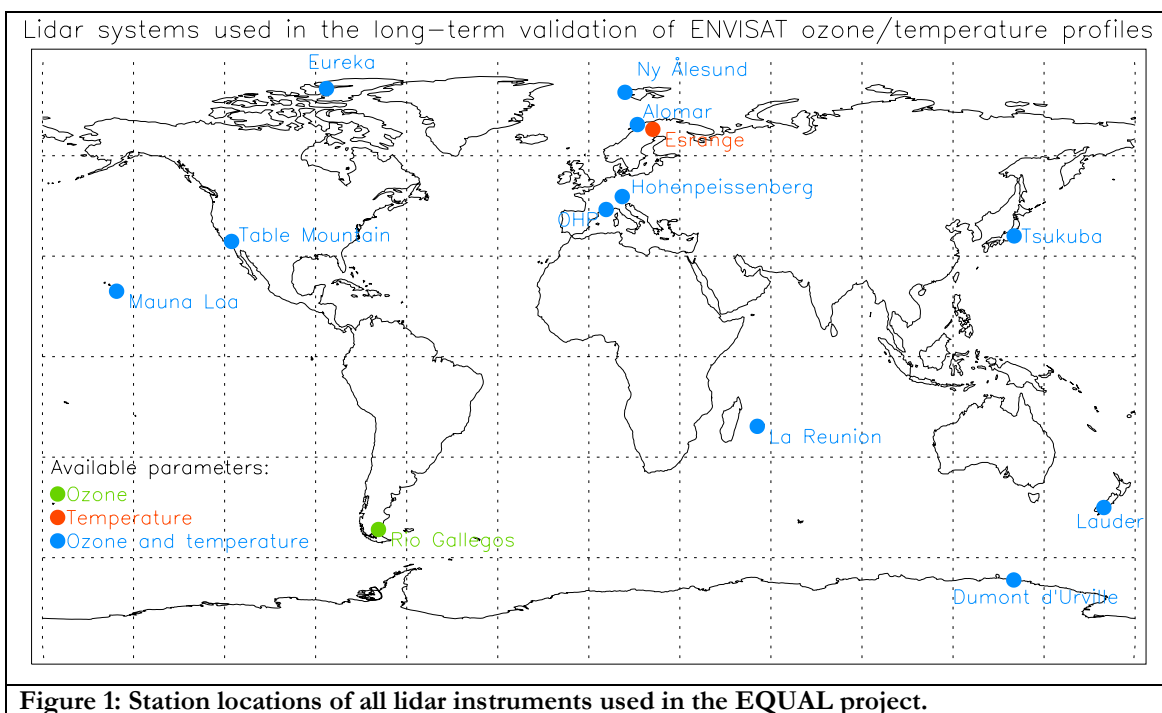 Lidar systems used in the long-term validation of ENVISAT ozone/temperature profiles
Eureka
Ny Ålesund
Alomar
Esrange
Hohenpeissenberg
OHP
Table Mountain
Tsukuba
Mauna Loa
La Reunion
Available parameters:
Ozone
Temperature
Ozone and temperature
Rio Gallegos
Lauder
Dumont d'Urville
Figure 1: Station locations of all lidar instruments used in the EQUAL project.